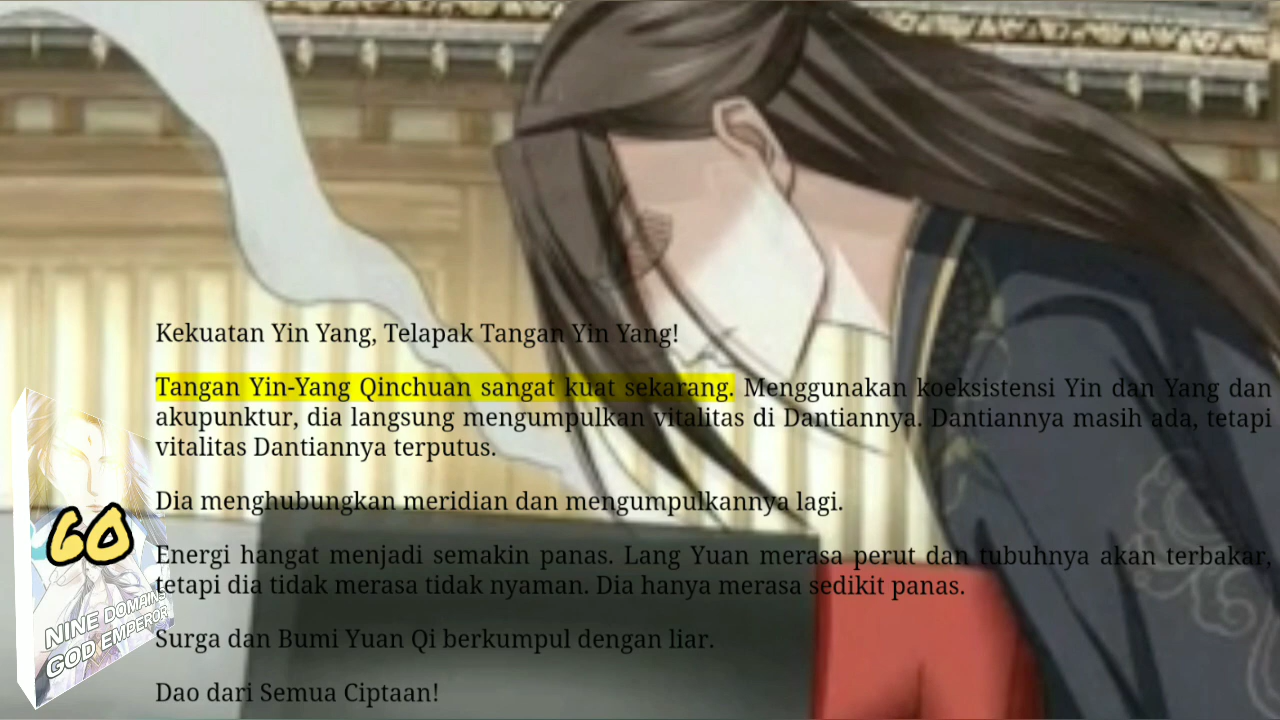 Kekuatan Yin Yang, Telapak Tangan Yin Yang!
Tangan Yin-Yang Qinchuan sangat kuat sekarang. Menggunakan koeksistensi Yin dan Yang dan
akupunktur, dia langsung mengumpulkan vitalitas di Dantiannya. Dantiannya masih ada, tetapi
vitalitas Dantiannya terputus.
Dia menghubungkan meridian dan mengumpulkannya lagi.
Energi hangat menjadi semakin panas. Lang Yuan merasa perut dan tubuhnya akan terbakar,
tetapi dia tidak merasa tidak nyaman. Dia hanya merasa sedikit panas.
Surga dan Bumi Yuan Qi berkumpul dengan liar.
Dao dari Semua Ciptaan!
60
NINE DOMAINS
GOD EMPEROR